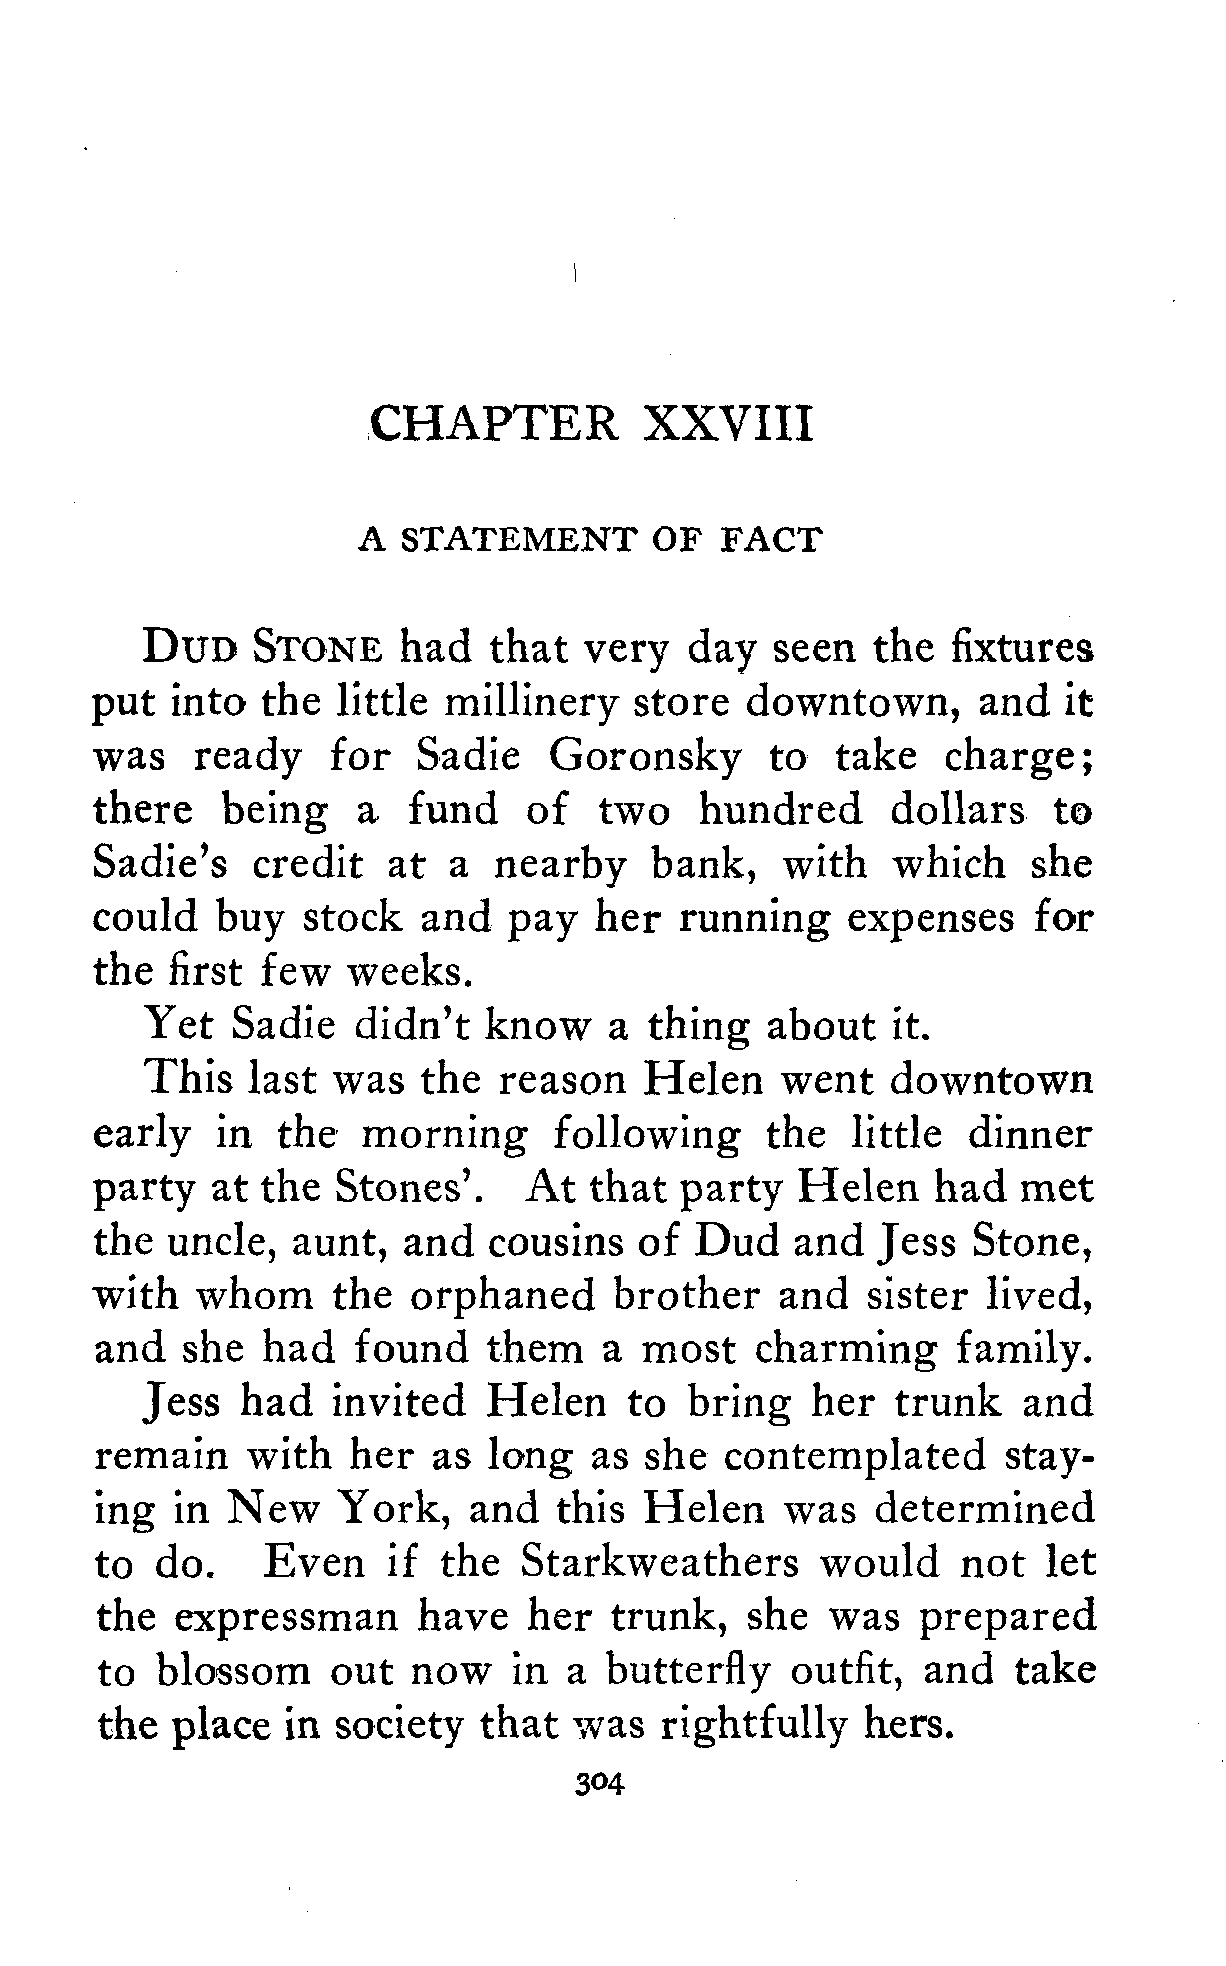 CHAPTER XXVIII
A STATEMENT OF FACT
DUD STONE had that very day seen the fixtures
put into the little millinery store downtown, and it
was ready for Sadie Goronsky to take charge;
there being a fund of two hundred dollars to
Sadie's credit at a nearby bank, with which she
could buy stock and pay her running expenses for
the first few weeks.
Yet Sadie didn't know a thing about it.
This last was the reason Helen went downtown
early in the morning following the little dinner
party at the Stones'. At that party Helen had met
the uncle, aunt, and cousins of Dud and Jess Stone,
with whom the orphaned brother and sister lived,
and she had found them a most charming family.
Jess had invited Helen to bring her trunk and
remain with her as long as she contemplated stay-
ing in New York, and this Helen was determined
to do. Even if the Starkweathers would not let
the expressman have her trunk, she was prepared
to blossom out now in a butterfly outfit, and take
the place in society that was rightfully hers.
304